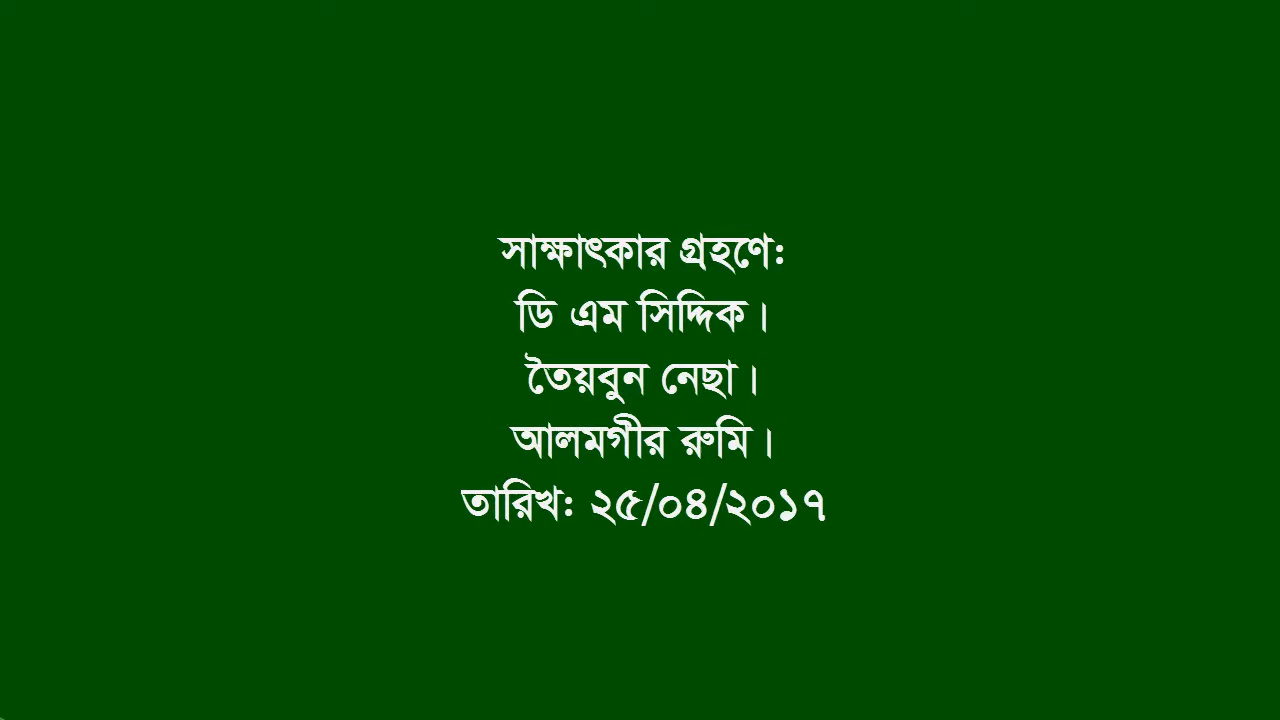 সাক্ষাৎকার গ্রহণে:
ডি এম সিদ্দিক।
তৈয়বুন নেছা।
আলমগীর রুমি।
তারিখ: ২৫/০৪/২০১৭